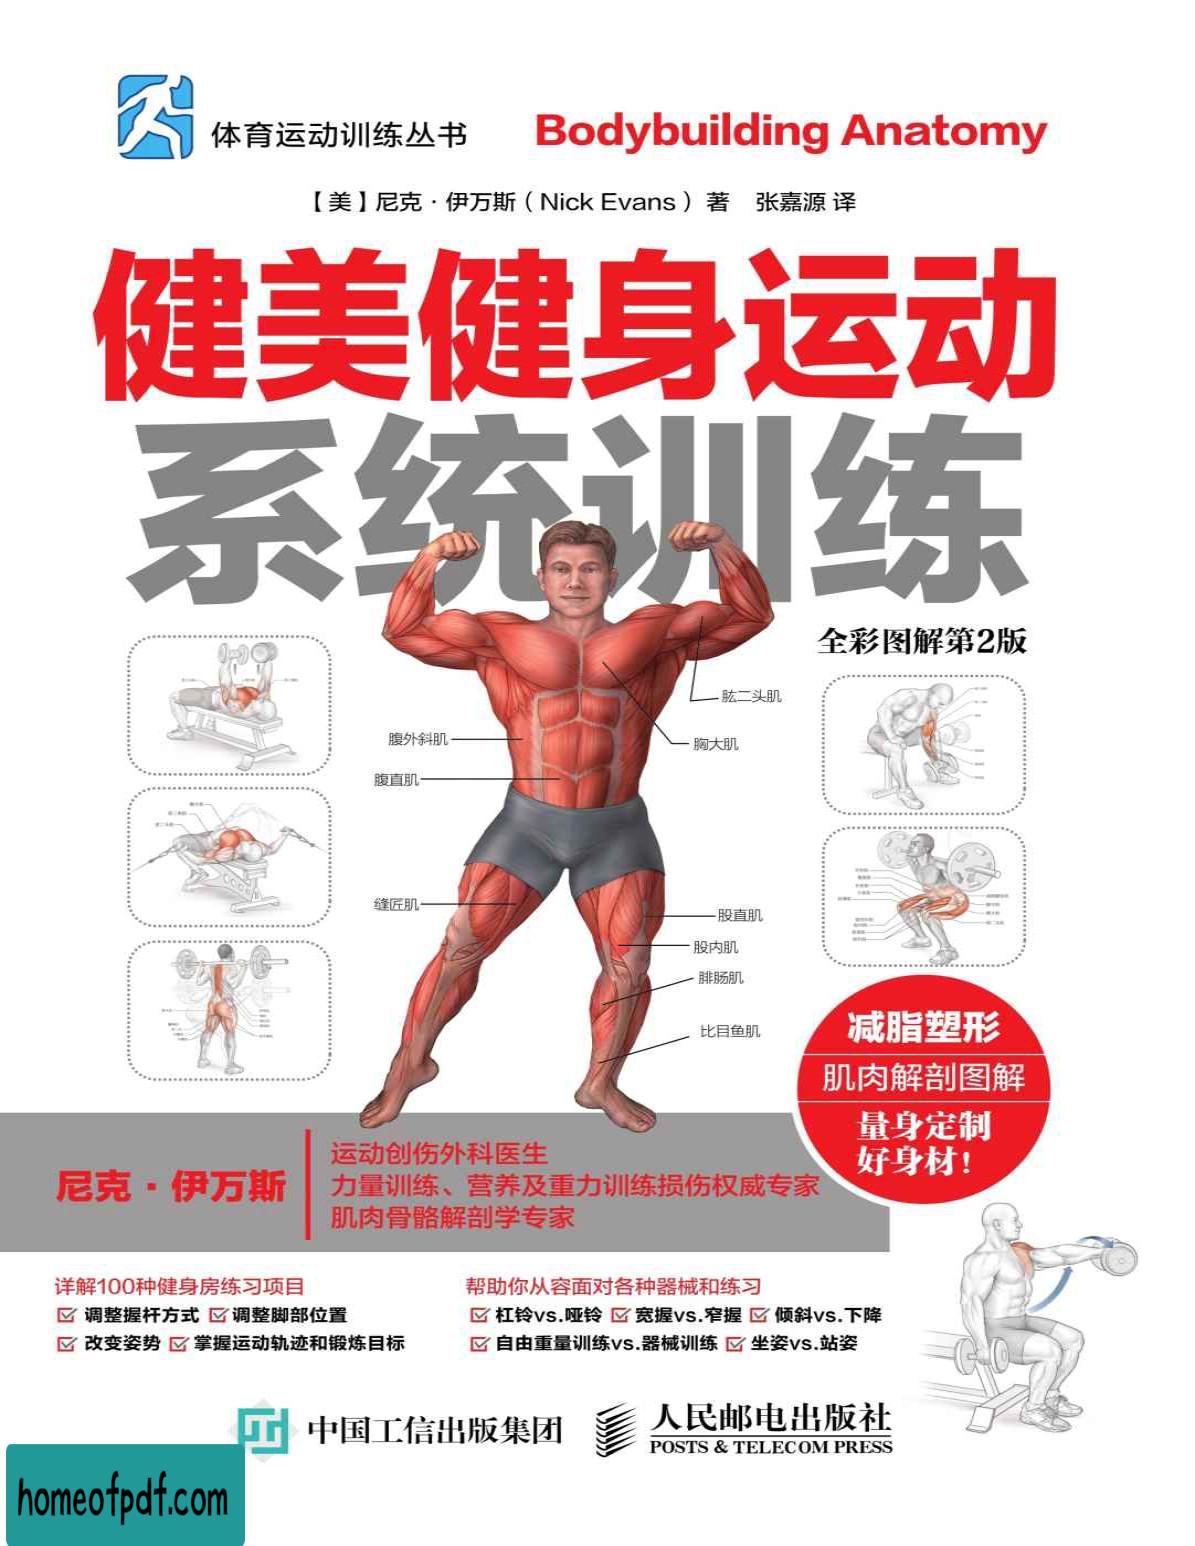 体育运动训练丛书
Bodybuilding Anatomy
【美】尼克·伊万斯（Nick Evans） 著 张嘉源 译
健美健身运动
系统训练
全彩图解第2版
肱二头肌
腹外斜肌
胸大肌
腹直肌
缝匠肌
股直肌
股内肌
腓肠肌
比目鱼肌
减脂塑形
肌肉解剖图解
量身定制
好身材！
尼克·伊万斯
运动创伤外科医生
力量训练、营养及重力训练损伤权威专家
肌肉骨骼解剖学专家
详解100种健身房练习项目
调整握杆方式 调整脚部位置
改变姿势 掌握运动轨迹和锻炼目标
帮助你从容面对各种器械和练习
杠铃vs.哑铃 宽握vs.窄握 倾斜vs.下降
自由重量训练vs.器械训练 坐姿vs.站姿
中国工信出版集团
人民邮电出版社
POSTS & TELECOM PRESS
homeofpdf.com